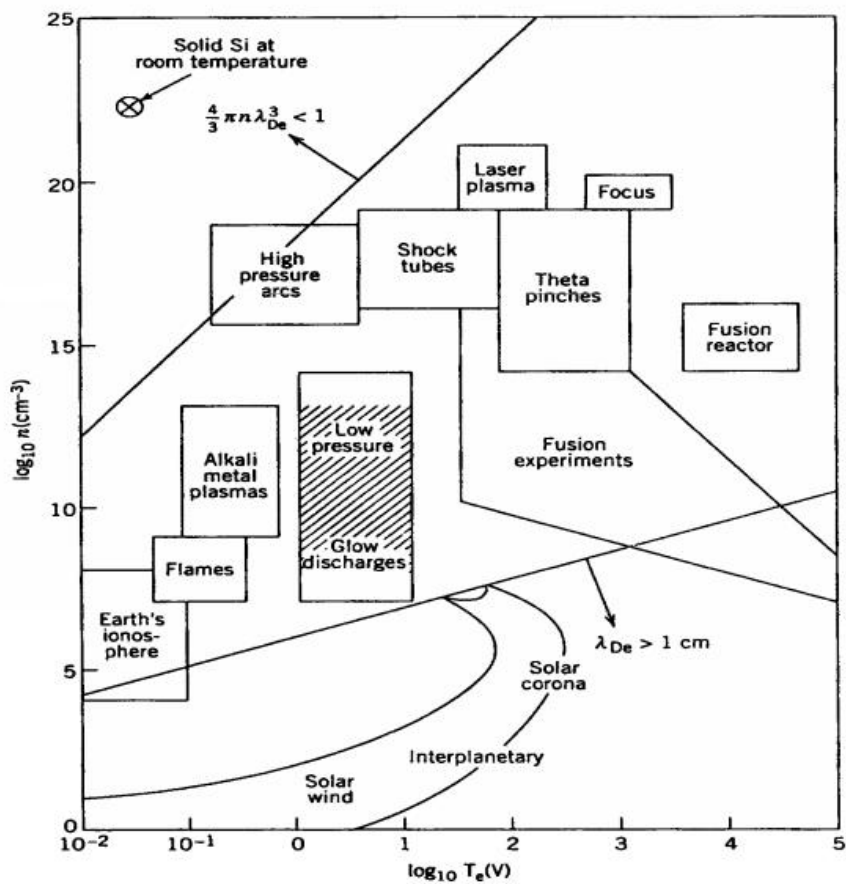 25
Solid Si at
room temperature
4/3 πnλ³De < 1
20
Laser
plasma
Focus
High
pressure
arcs
Shock
tubes
Theta
pinches
Fusion
reactor
15
log₁₀ n(cm⁻³)
Low
pressure
Alkali
metal
plasmas
Fusion
experiments
10
Glow
discharges
Flames
Earth's
ionos-
phere
λDe > 1 cm
5
Solar
corona
Interplanetary
Solar
wind
0
10⁻² 10⁻¹ 0 1 2 3 4 5
log₁₀ Tₑ(V)